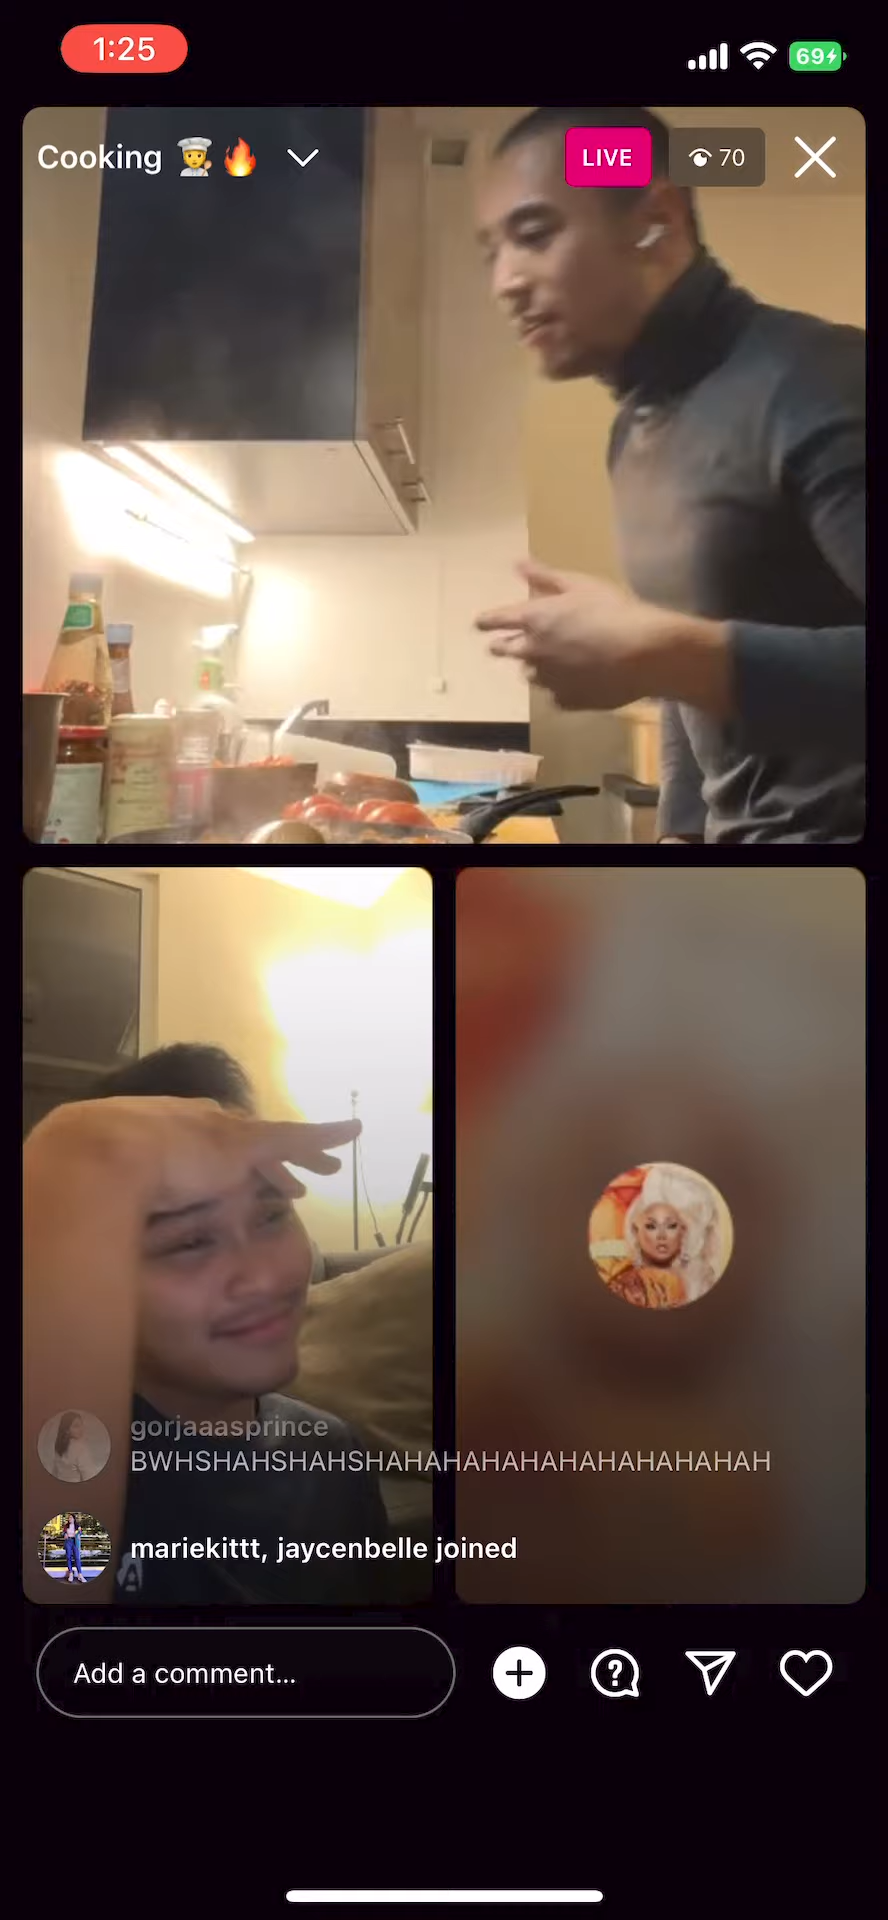 1:25
69
Cooking 🧑‍🍳🔥
LIVE
70
gorjaaasprince
BWHSHAHSHAHSHAHAHAHAHAHAHAHAHAHAH
mariekittt, jaycenbelle joined
Add a comment...